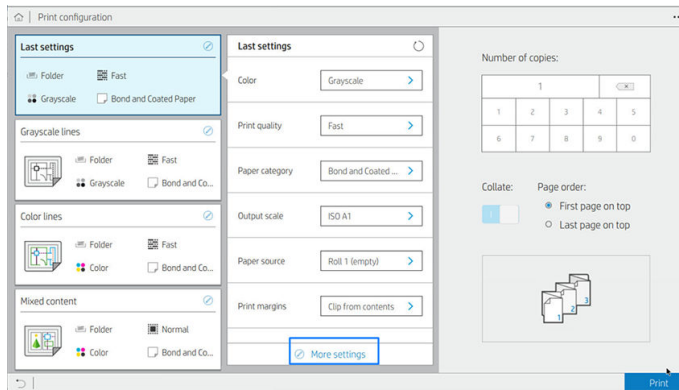 Print configuration
Last settings
Folder
Fast
Grayscale
Bond and Coated Paper
Grayscale lines
Folder
Fast
Grayscale
Bond and Co...
Color lines
Folder
Fast
Color
Bond and Co...
Mixed content
Folder
Normal
Color
Bond and Co...
Last settings
Color
Grayscale
Print quality
Fast
Paper category
Bond and Coated ...
Output scale
ISO A1
Paper source
Roll 1 (empty)
Print margins
Clip from contents
More settings
Number of copies:
1
1 2 3 4 5
6 7 8 9 0
Collate:
Page order:
First page on top
Last page on top
1 2 3
Print